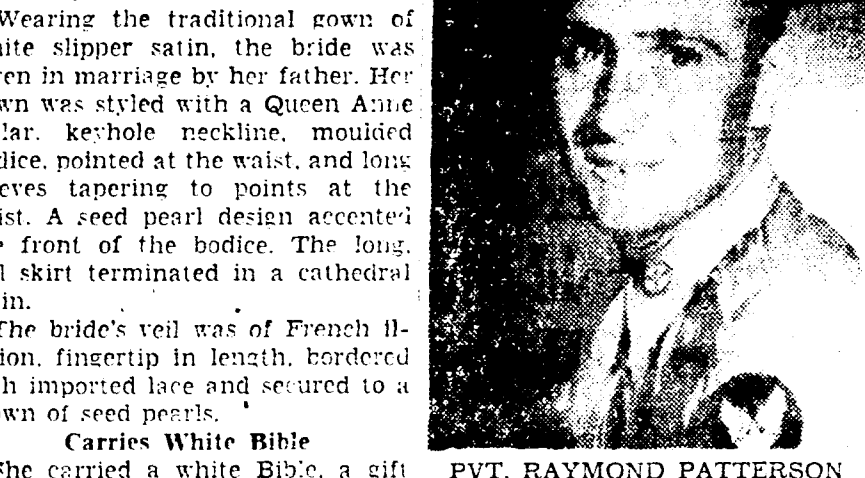 Wearing the traditional gown of
ite slipper satin, the bride was
en in marriage by her father. Her
wn was styled with a Queen Anne
lar, keyhole neckline, moulded
dice, pointed at the waist, and long
eves tapering to points at the
ist. A seed pearl design accented
front of the bodice. The long,
l skirt terminated in a cathedral
in.
The bride's veil was of French il-
ion, fingertip in length, bordered
h imported lace and secured to a
own of seed pearls.
Carries White Bible
She carried a white Bible, a gift
PVT. RAYMOND PATTERSON